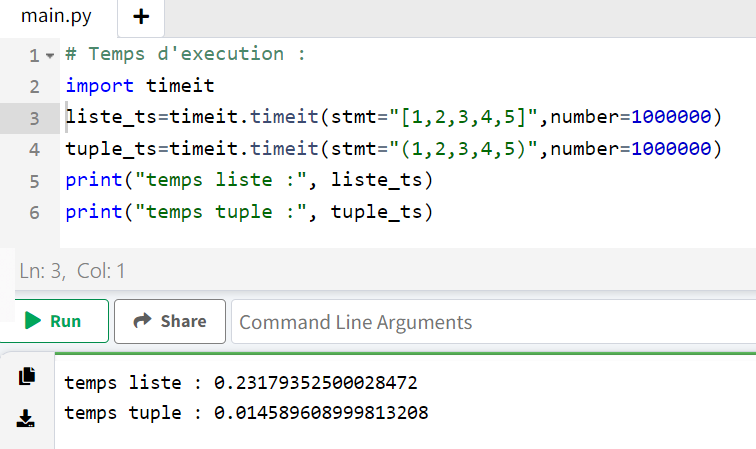 main.py +
1 # Temps d'execution :
2 import timeit
3 liste_ts=timeit.timeit(stmt="[1,2,3,4,5]",number=1000000)
4 tuple_ts=timeit.timeit(stmt="(1,2,3,4,5)",number=1000000)
5 print("temps liste :", liste_ts)
6 print("temps tuple :", tuple_ts)
Ln: 3, Col: 1
Run Share Command Line Arguments
temps liste : 0.23179352500028472
temps tuple : 0.014589608999813208